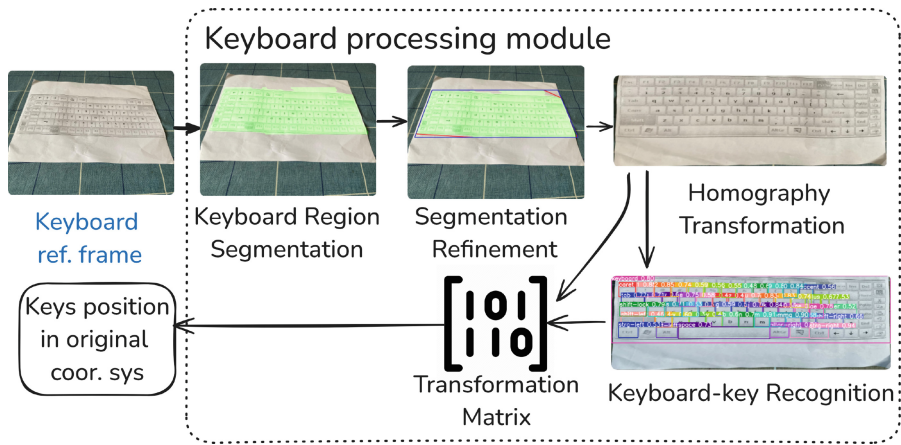 Keyboard processing module
Keyboard
ref. frame
Keyboard Region
Segmentation
Segmentation
Refinement
Homography
Transformation
Keys position
in original
coor. sys
101
110
Transformation
Matrix
Keyboard-key Recognition